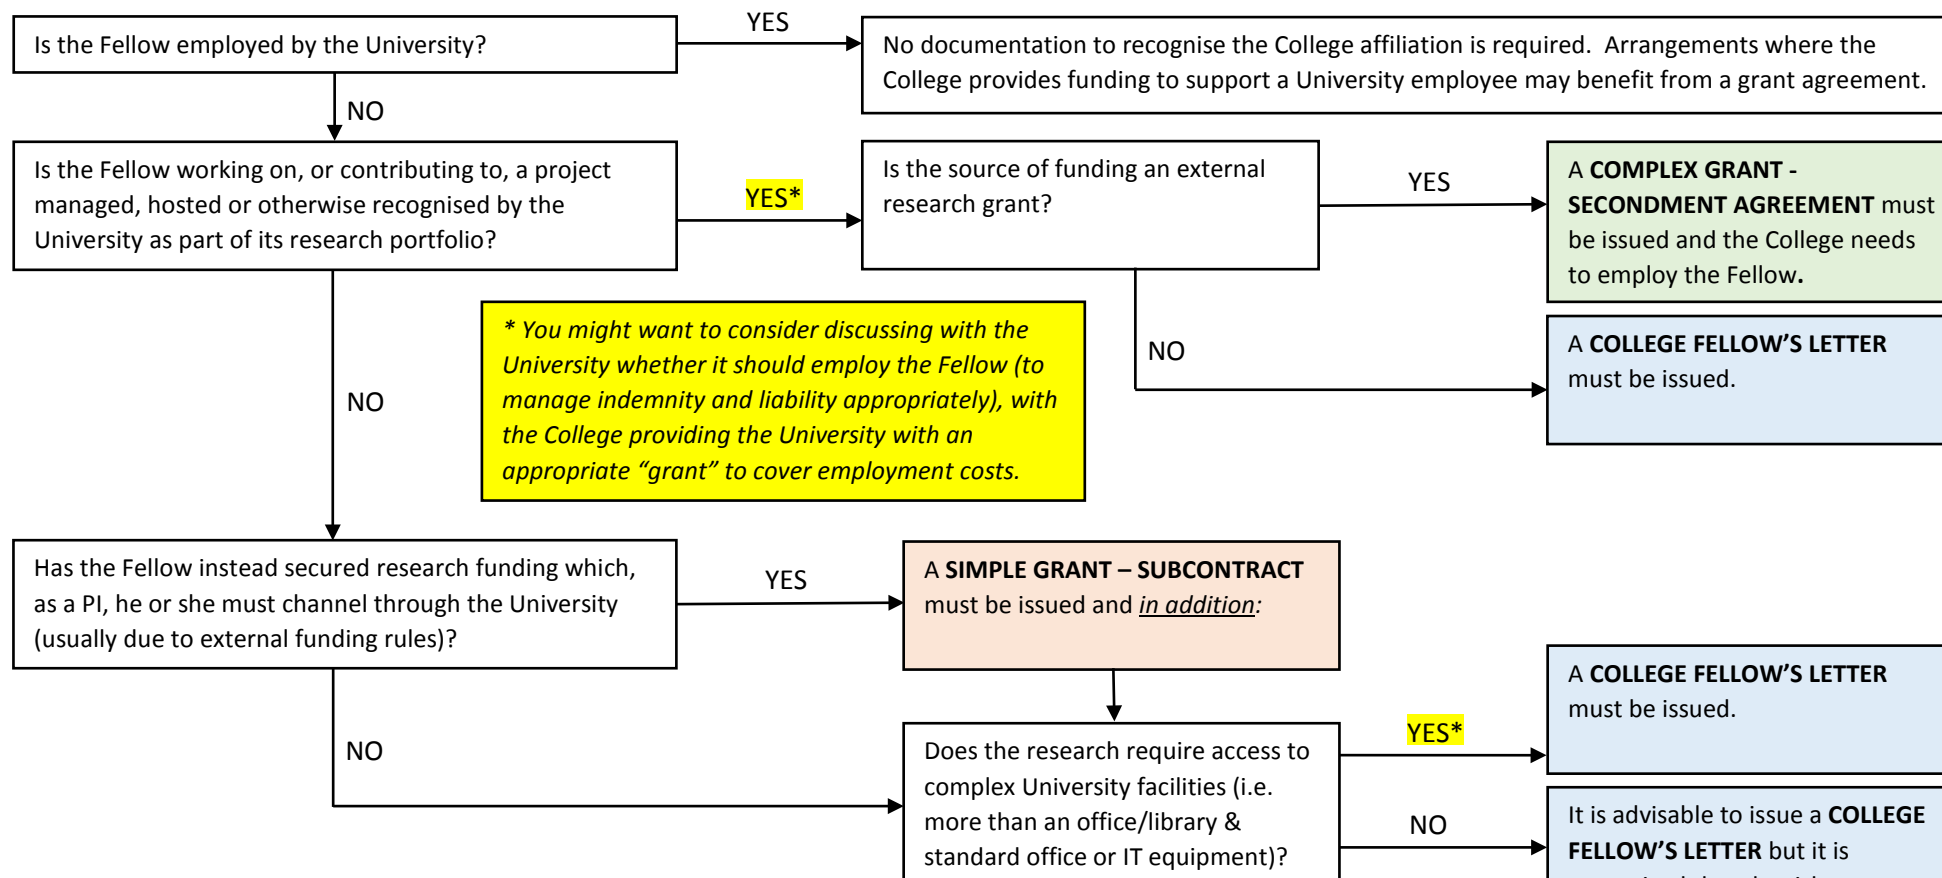 Is the Fellow employed by the University?
YES
No documentation to recognise the College affiliation is required.  Arrangements where the
College provides funding to support a University employee may benefit from a grant agreement.
NO
Is the Fellow working on, or contributing to, a project
managed, hosted or otherwise recognised by the
University as part of its research portfolio?
YES*
Is the source of funding an external
research grant?
YES
A COMPLEX GRANT -
SECONDMENT AGREEMENT must
be issued and the College needs
to employ the Fellow.
NO
A COLLEGE FELLOW’S LETTER
must be issued.
* You might want to consider discussing with the
University whether it should employ the Fellow (to
manage indemnity and liability appropriately), with
the College providing the University with an
appropriate “grant” to cover employment costs.
NO
Has the Fellow instead secured research funding which,
as a PI, he or she must channel through the University
(usually due to external funding rules)?
YES
A SIMPLE GRANT – SUBCONTRACT
must be issued and in addition:
NO
Does the research require access to
complex University facilities (i.e.
more than an office/library &
standard office or IT equipment)?
YES*
A COLLEGE FELLOW’S LETTER
must be issued.
NO
It is advisable to issue a COLLEGE
FELLOW’S LETTER but it is